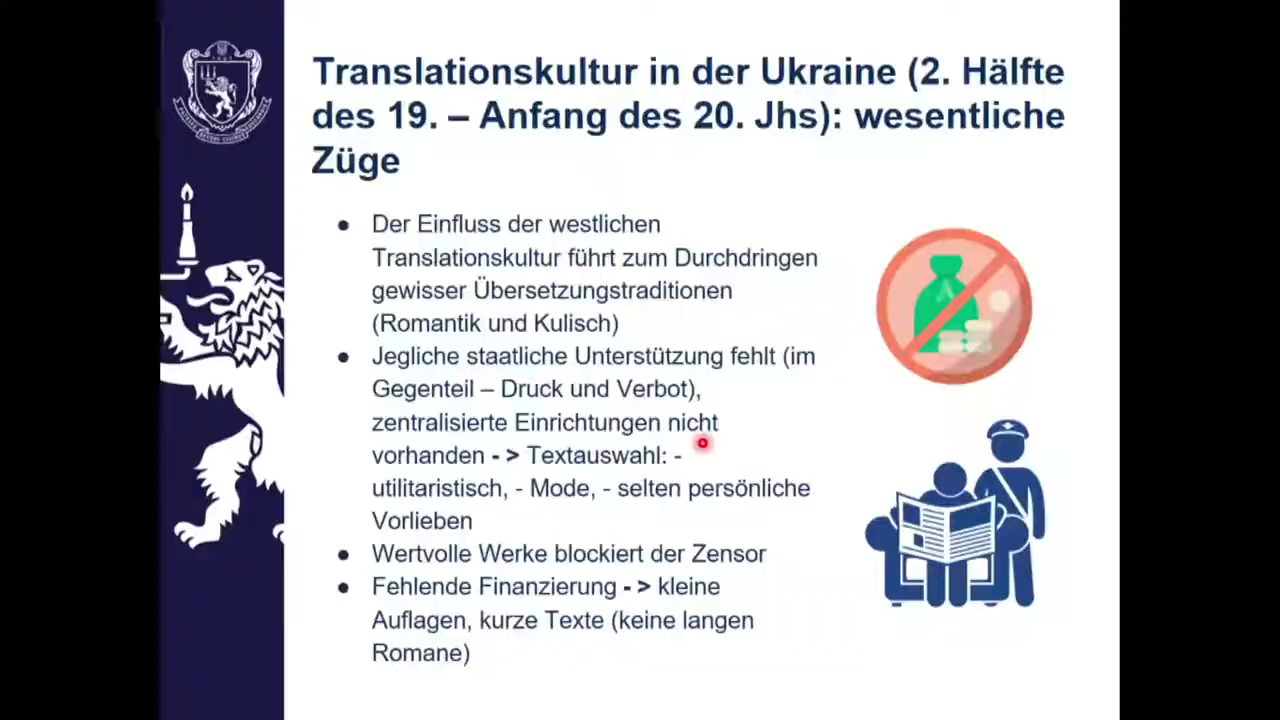 Translationskultur in der Ukraine (2. Hälfte
des 19. – Anfang des 20. Jhs): wesentliche
Züge
● Der Einfluss der westlichen
Translationskultur führt zum Durchdringen
gewisser Übersetzungstraditionen
(Romantik und Kulisch)
● Jegliche staatliche Unterstützung fehlt (im
Gegenteil – Druck und Verbot),
zentralisierte Einrichtungen nicht
vorhanden - > Textauswahl: -
utilitaristisch, - Mode, - selten persönliche
Vorlieben
● Wertvolle Werke blockiert der Zensor
● Fehlende Finanzierung - > kleine
Auflagen, kurze Texte (keine langen
Romane)